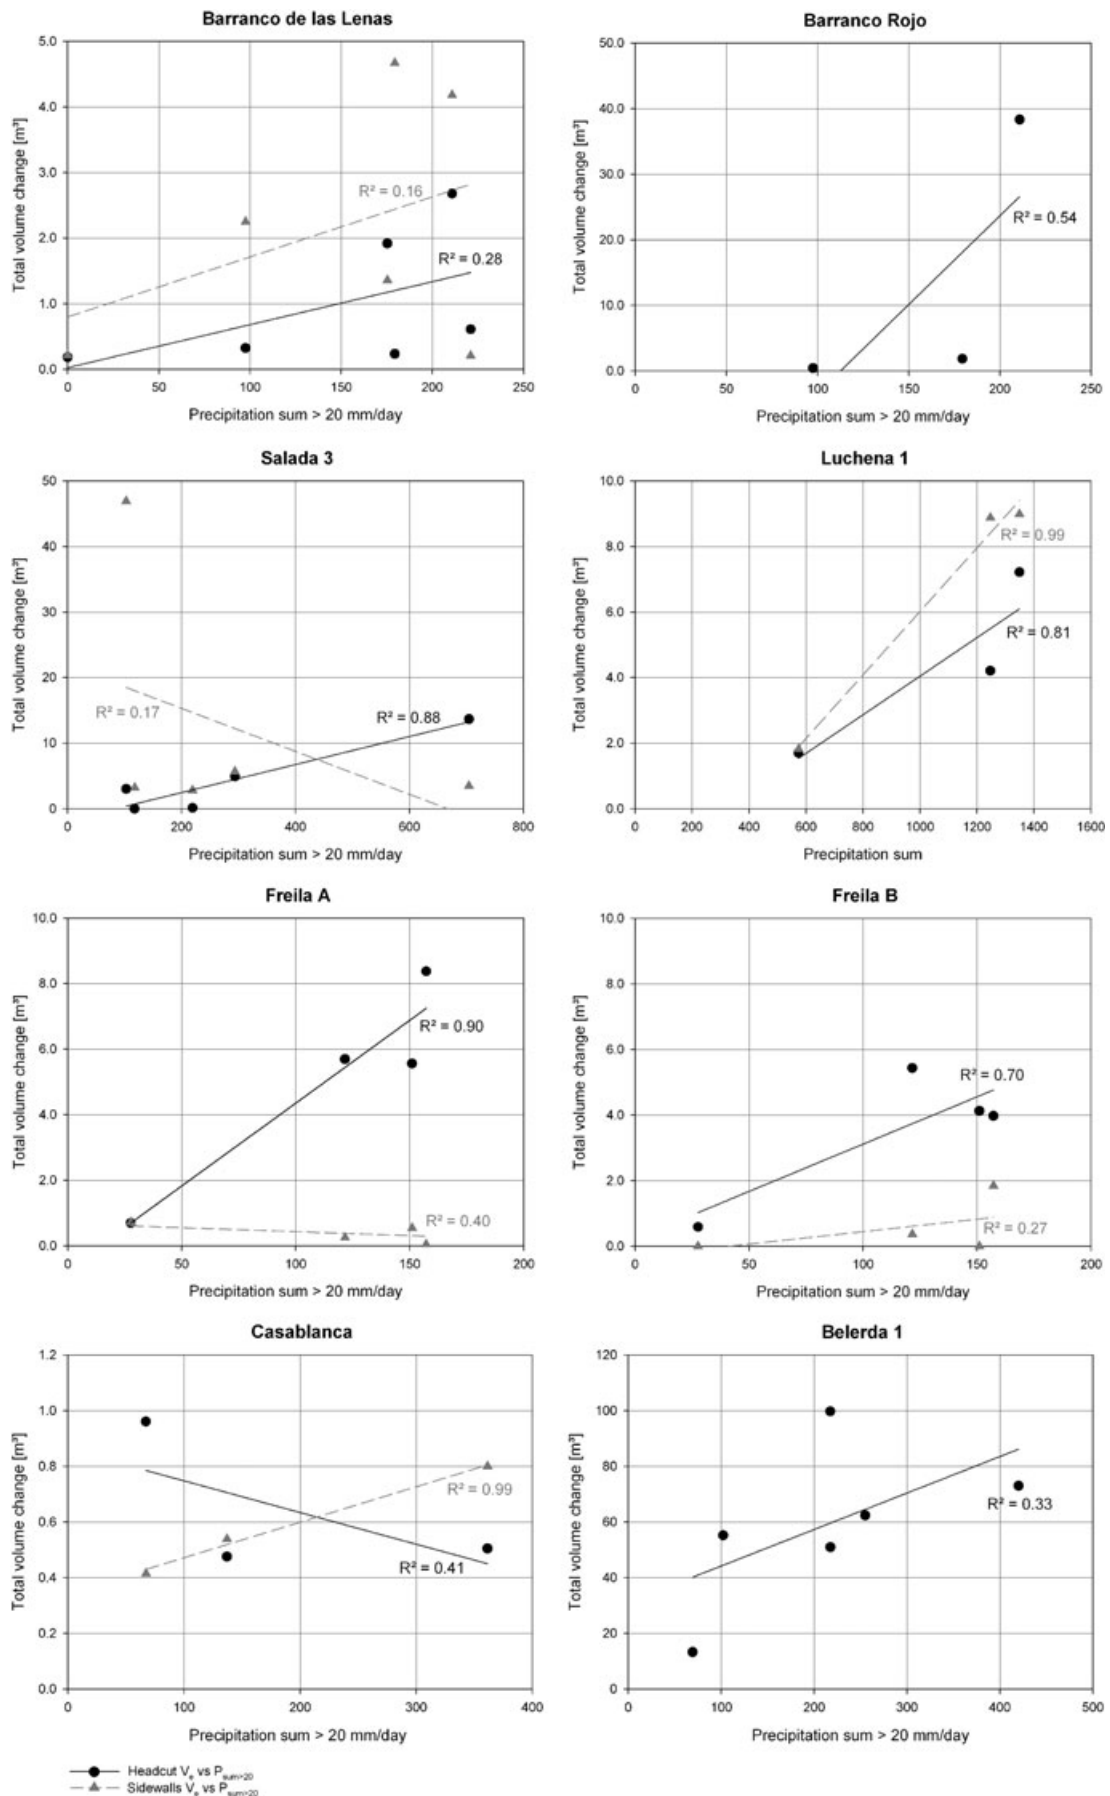 Barranco de las Lenas
Total volume change [m³]
5.0
4.0
3.0
2.0
1.0
0.0
R² = 0.16
R² = 0.28
0 50 100 150 200 250
Precipitation sum > 20 mm/day
Barranco Rojo
Total volume change [m³]
50.0
40.0
30.0
20.0
10.0
0.0
R² = 0.54
0 50 100 150 200 250
Precipitation sum > 20 mm/day
Salada 3
Total volume change [m³]
50
40
30
20
10
0
R² = 0.17
R² = 0.88
0 200 400 600 800
Precipitation sum > 20 mm/day
Luchena 1
Total volume change [m³]
10.0
8.0
6.0
4.0
2.0
0.0
R² = 0.99
R² = 0.81
0 200 400 600 800 1000 1200 1400 1600
Precipitation sum
Freila A
Total volume change [m³]
10.0
8.0
6.0
4.0
2.0
0.0
R² = 0.90
R² = 0.40
0 50 100 150 200
Precipitation sum > 20 mm/day
Freila B
Total volume change [m³]
10.0
8.0
6.0
4.0
2.0
0.0
R² = 0.70
R² = 0.27
0 50 100 150 200
Precipitation sum > 20 mm/day
Casablanca
Total volume change [m³]
1.2
1.0
0.8
0.6
0.4
0.2
0.0
R² = 0.99
R² = 0.41
0 100 200 300 400
Precipitation sum > 20 mm/day
Belerda 1
Total volume change [m³]
120
100
80
60
40
20
0
R² = 0.33
0 100 200 300 400 500
Precipitation sum > 20 mm/day
Headcut Vₑ vs P sum>20
Sidewalls Vₑ vs P sum>20